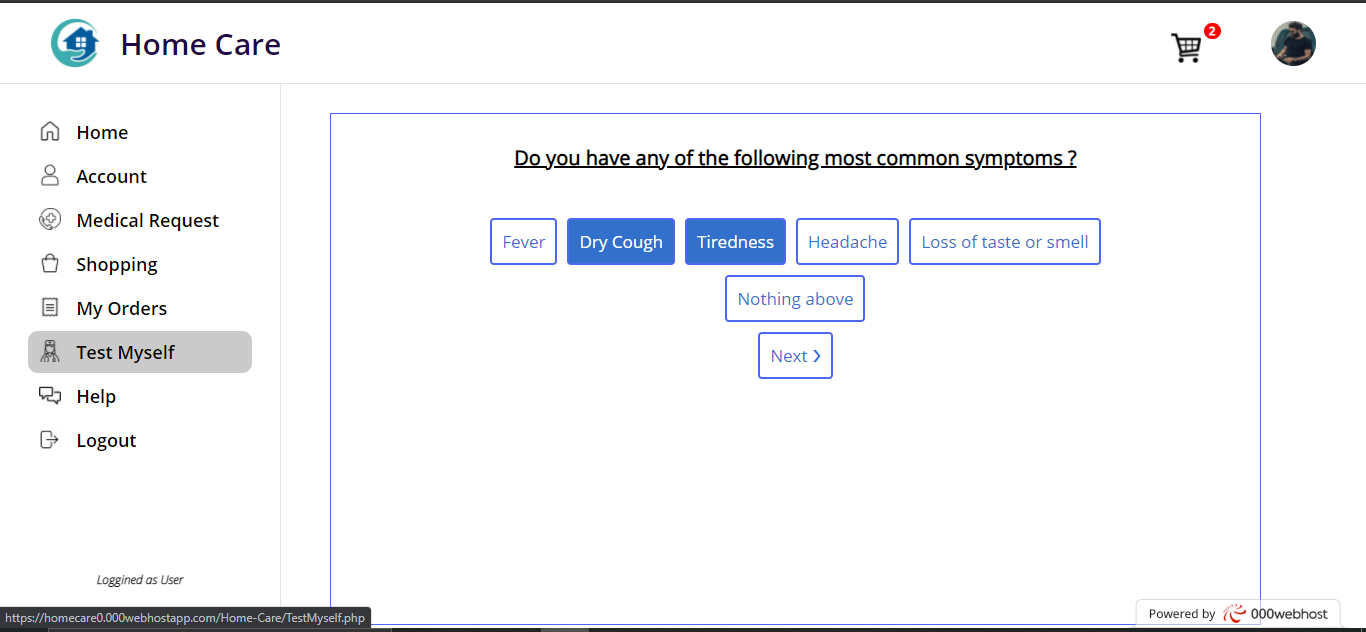 Home Care
2
Home
Account
Medical Request
Shopping
My Orders
Test Myself
Help
Logout
Loggined as User
Do you have any of the following most common symptoms ?
Fever Dry Cough Tiredness Headache Loss of taste or smell
Nothing above
Next ❯
https://homecare0.000webhostapp.com/Home-Care/TestMyself.php
Powered by 000webhost